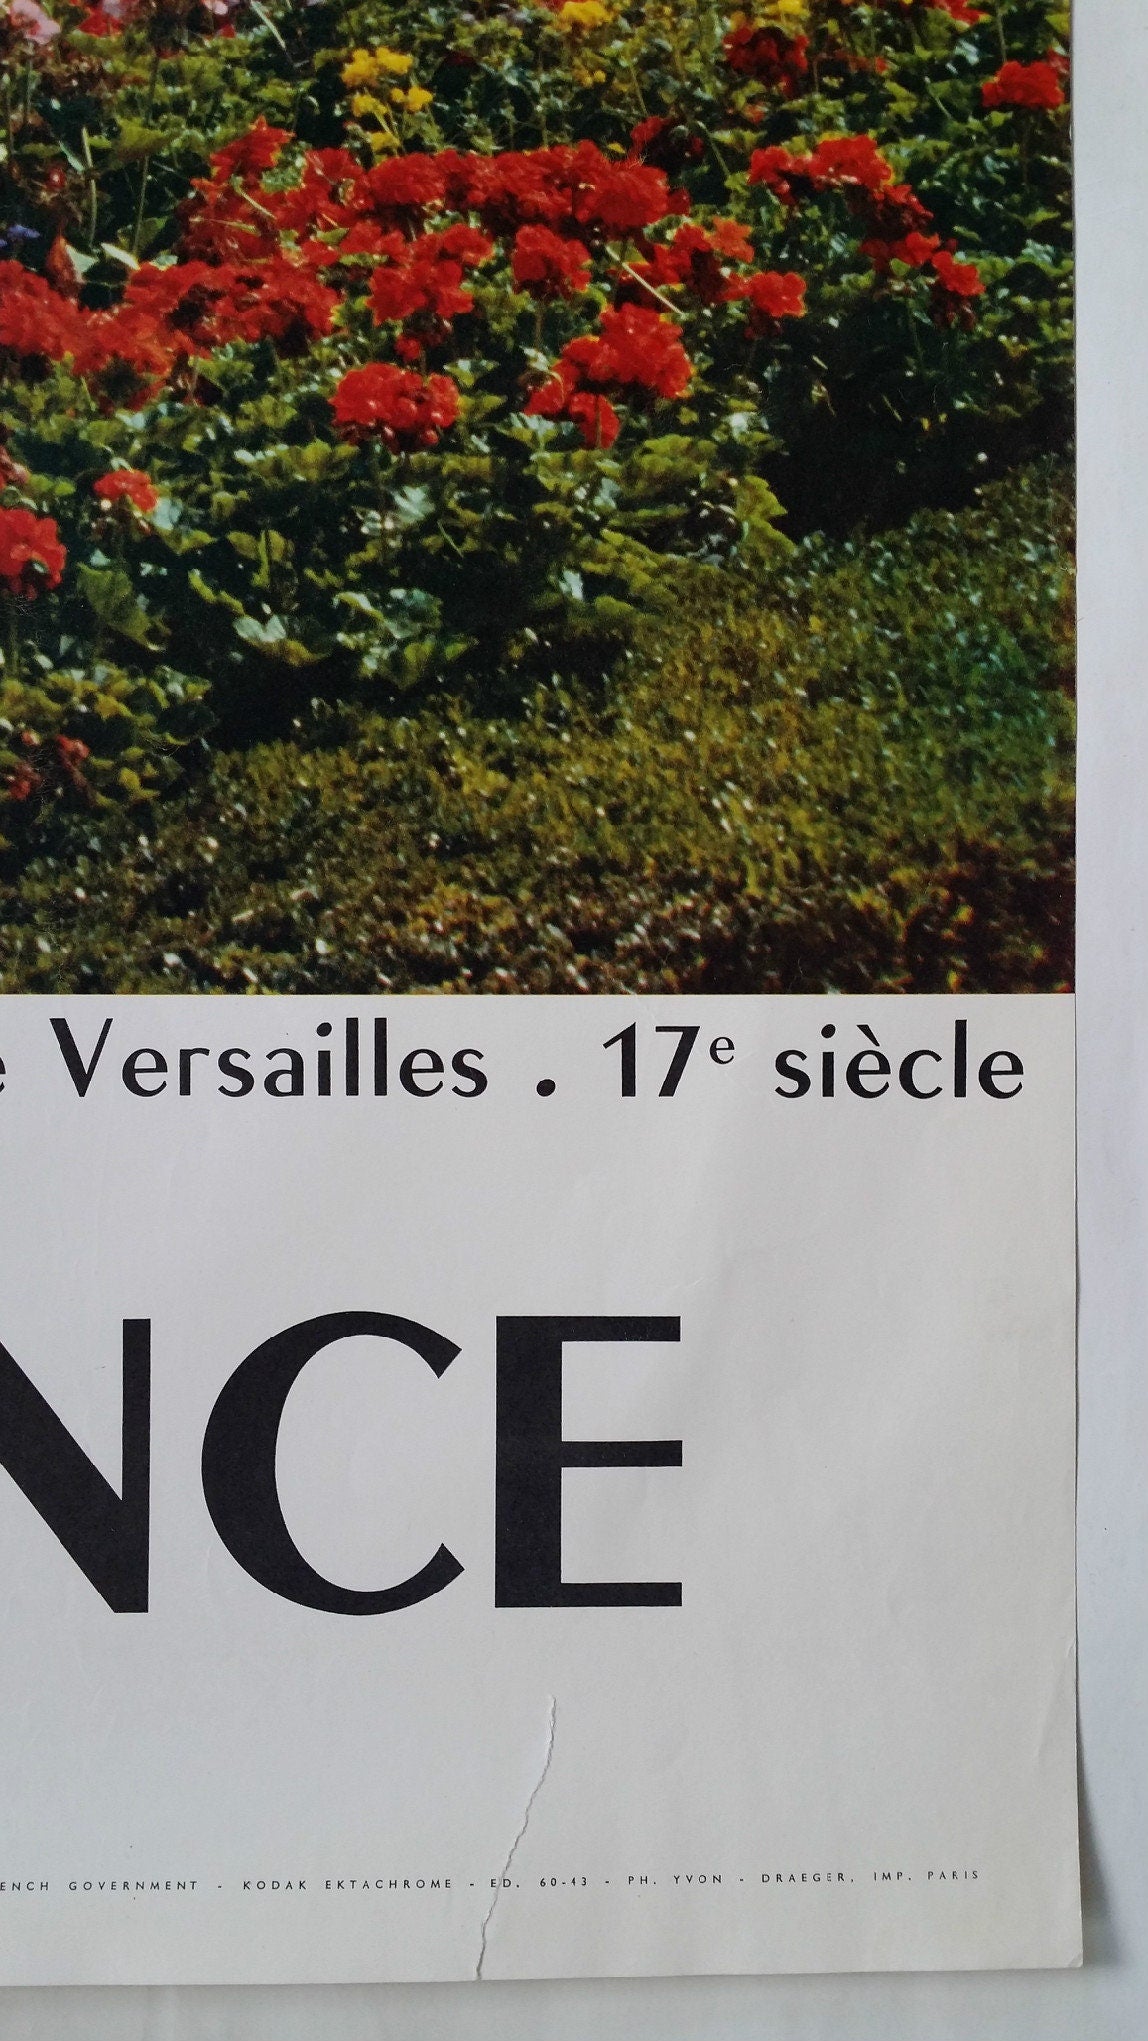 e Versailles . 17e siècle
NCE
ENCH GOVERNMENT - KODAK EKTACHROME - ED. 60-43 - PH. YVON - DRAEGER, IMP. PARIS